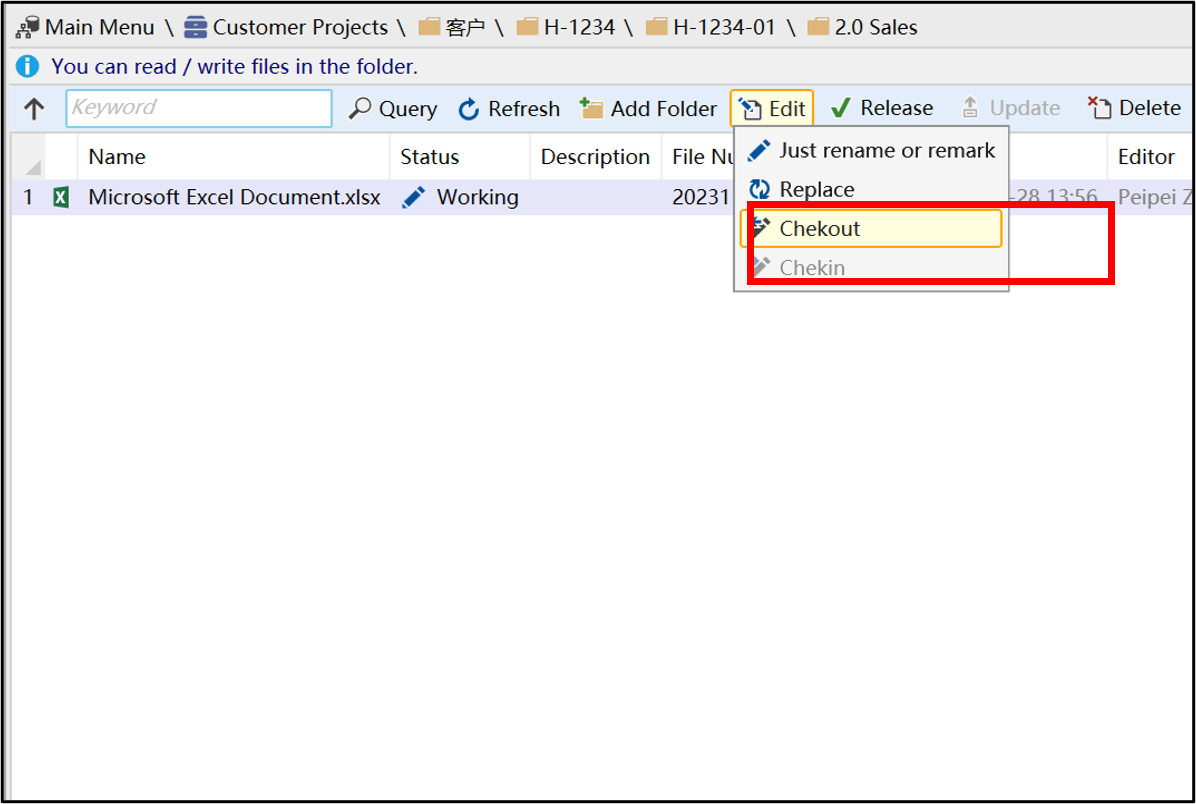 Main Menu \ Customer Projects \ 客户 \ H-1234 \ H-1234-01 \ 2.0 Sales
You can read / write files in the folder.
Keyword Query Refresh Add Folder Edit Release Update Delete
Name Status Description File Nu Editor
1 Microsoft Excel Document.xlsx Working 20231 -28 13:56 Peipei Z
Just rename or remark
Replace
Chekout
Chekin